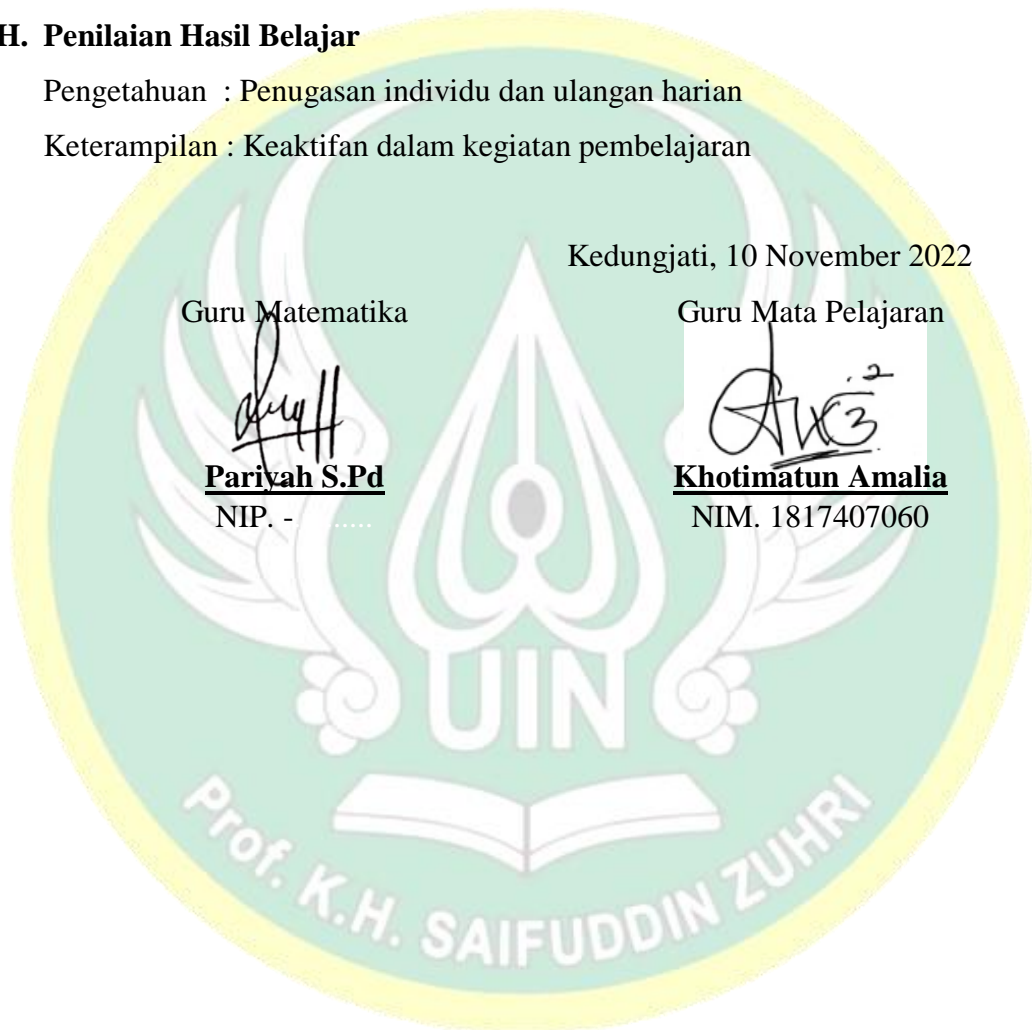 H. Penilaian Hasil Belajar
Pengetahuan : Penugasan individu dan ulangan harian
Keterampilan : Keaktifan dalam kegiatan pembelajaran
Kedungjati, 10 November 2022
Guru Matematika Guru Mata Pelajaran
Pariyah S.Pd Khotimatun Amalia
NIP. -.......... NIM. 1817407060
UIN
Prof. K.H. SAIFUDDIN ZUHRI